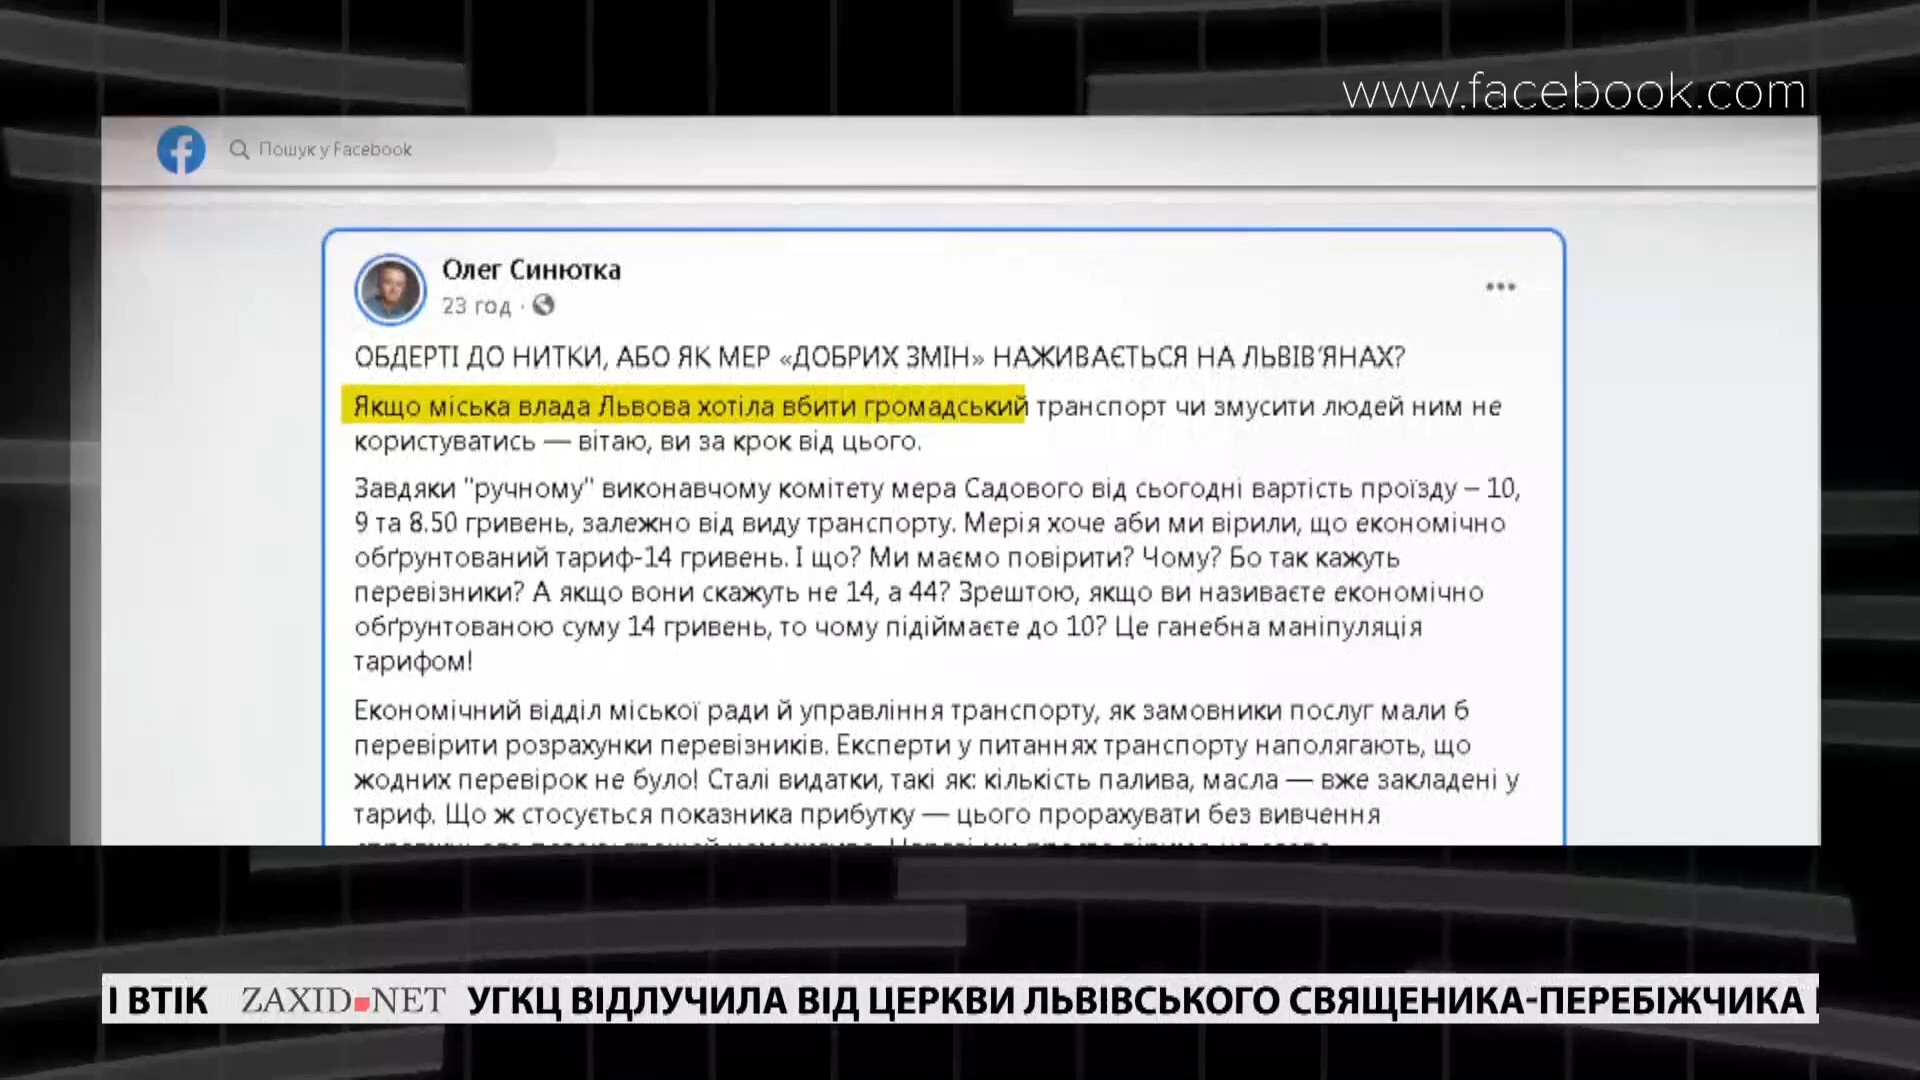 www.facebook.com
Пошук у Facebook
Олег Синютка
23 год ·
ОБДЕРТІ ДО НИТКИ, АБО ЯК МЕР «ДОБРИХ ЗМІН» НАЖИВАЄТЬСЯ НА ЛЬВІВ'ЯНАХ?
Якщо міська влада Львова хотіла вбити громадський транспорт чи змусити людей ним не
користуватись — вітаю, ви за крок від цього.
Завдяки "ручному" виконавчому комітету мера Садового від сьогодні вартість проїзду – 10,
9 та 8.50 гривень, залежно від виду транспорту. Мерія хоче аби ми вірили, що економічно
обґрунтований тариф-14 гривень. І що? Ми маємо повірити? Чому? Бо так кажуть
перевізники? А якщо вони скажуть не 14, а 44? Зрештою, якщо ви називаєте економічно
обґрунтованою суму 14 гривень, то чому підіймаєте до 10? Це ганебна маніпуляція
тарифом!
Економічний відділ міської ради й управління транспорту, як замовники послуг мали б
перевірити розрахунки перевізників. Експерти у питаннях транспорту наполягають, що
жодних перевірок не було! Сталі видатки, такі як: кількість палива, масла — вже закладені у
тариф. Що ж стосується показника прибутку — цього прорахувати без вивчення
І ВТІК ZAXID.NET УГКЦ ВІДЛУЧИЛА ВІД ЦЕРКВИ ЛЬВІВСЬКОГО СВЯЩЕНИКА-ПЕРЕБІЖЧИКА